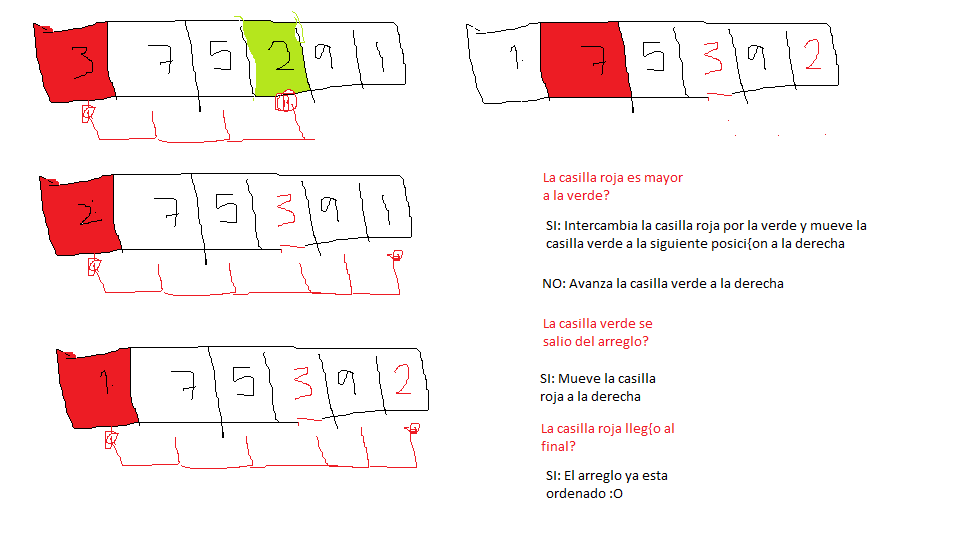 3 7 5 2 9 1
1 7 5 3 9 2
2 7 5 3 9 1
1 7 5 3 9 2
La casilla roja es mayor
a la verde?
SI: Intercambia la casilla roja por la verde y mueve la
casilla verde a la siguiente posici{on a la derecha
NO: Avanza la casilla verde a la derecha
La casilla verde se
salio del arreglo?
SI: Mueve la casilla
roja a la derecha
La casilla roja lleg{o al
final?
SI: El arreglo ya esta
ordenado :O